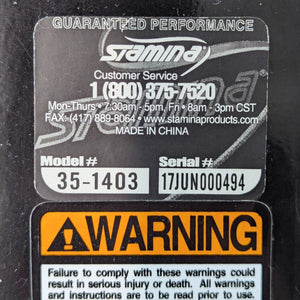 GUARANTEED PERFORMANCE
STAMINA
Customer Service
1 (800) 375-7520
Mon-Thurs • 7:30am - 5pm, Fri • 8am - 3pm CST
FAX: (417) 889-8064 • www.staminaproducts.com
MADE IN CHINA
Model # Serial #
35-1403 17JUN000494
WARNING
Failure to comply with these warnings could
result in serious injury or death. All warnings
and instructions are to be read prior to use.